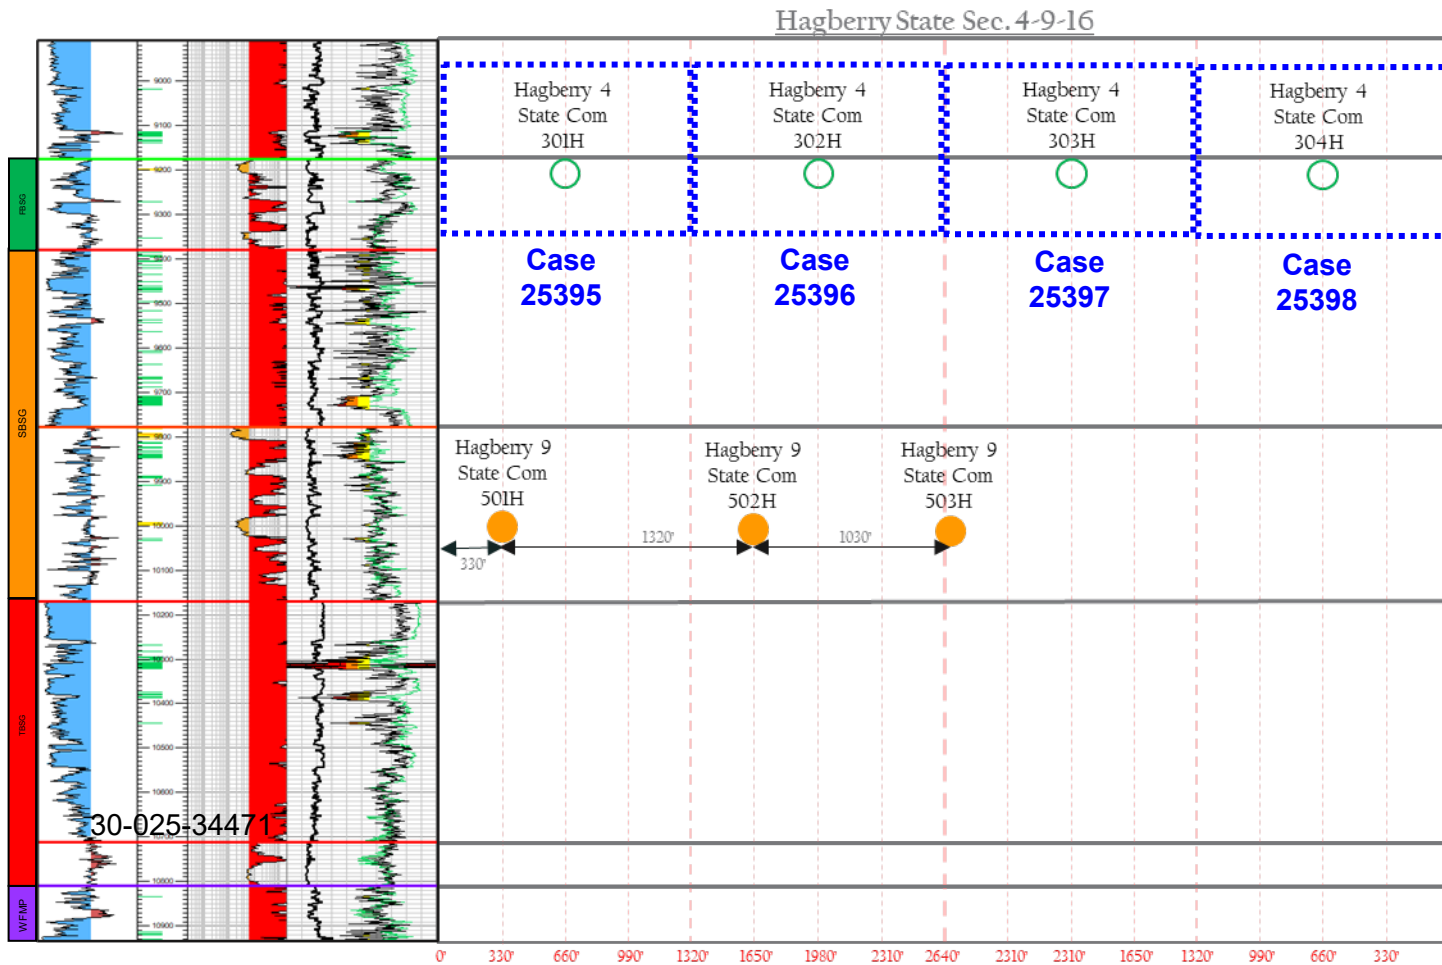 Hagberry State Sec. 4-9-16
Hagberry 4
State Com
301H
Hagberry 4
State Com
302H
Hagberry 4
State Com
303H
Hagberry 4
State Com
304H
Case
25395
Case
25396
Case
25397
Case
25398
Hagberry 9
State Com
501H
Hagberry 9
State Com
502H
Hagberry 9
State Com
503H
330'
1320'
1030'
FBSG
SBSG
TBSG
WFMP
9000
9100
9200
9300
9400
9500
9600
9700
9800
9900
10000
10100
10200
10300
10400
10500
10600
10700
10800
10900
30-025-34471
0' 330' 660' 990' 1320' 1650' 1980' 2310' 2640' 2310' 2310' 1650' 1320' 990' 660' 330'